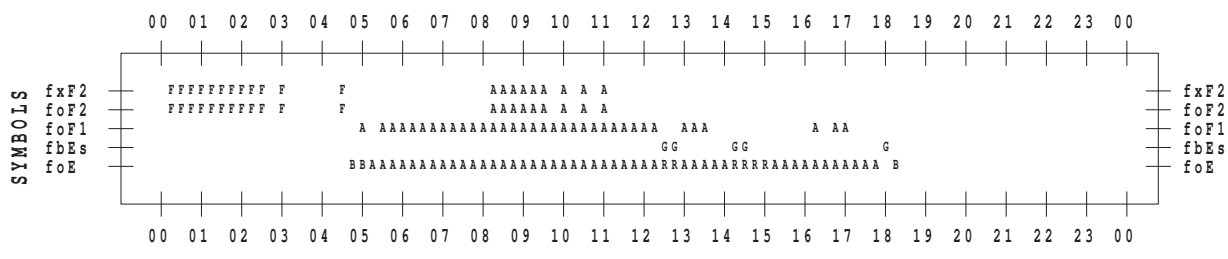 00 01 02 03 04 05 06 07 08 09 10 11 12 13 14 15 16 17 18 19 20 21 22 23 00
SYMBOLS
fxF2 FFFFFFFFFF F F AAAAAA A A A fxF2
foF2 FFFFFFFFFF F F AAAAAA A A A foF2
foF1 A AAAAAAAAAAAAAAAAAAAAAAAAAAAA AAA A AA foF1
fbEs GG GG G fbEs
foE BBAAAAAAAAAAAAAAAAAAAAAAAAAAAAARRAAAAARRRRAAAAAAAAAAA B foE
00 01 02 03 04 05 06 07 08 09 10 11 12 13 14 15 16 17 18 19 20 21 22 23 00